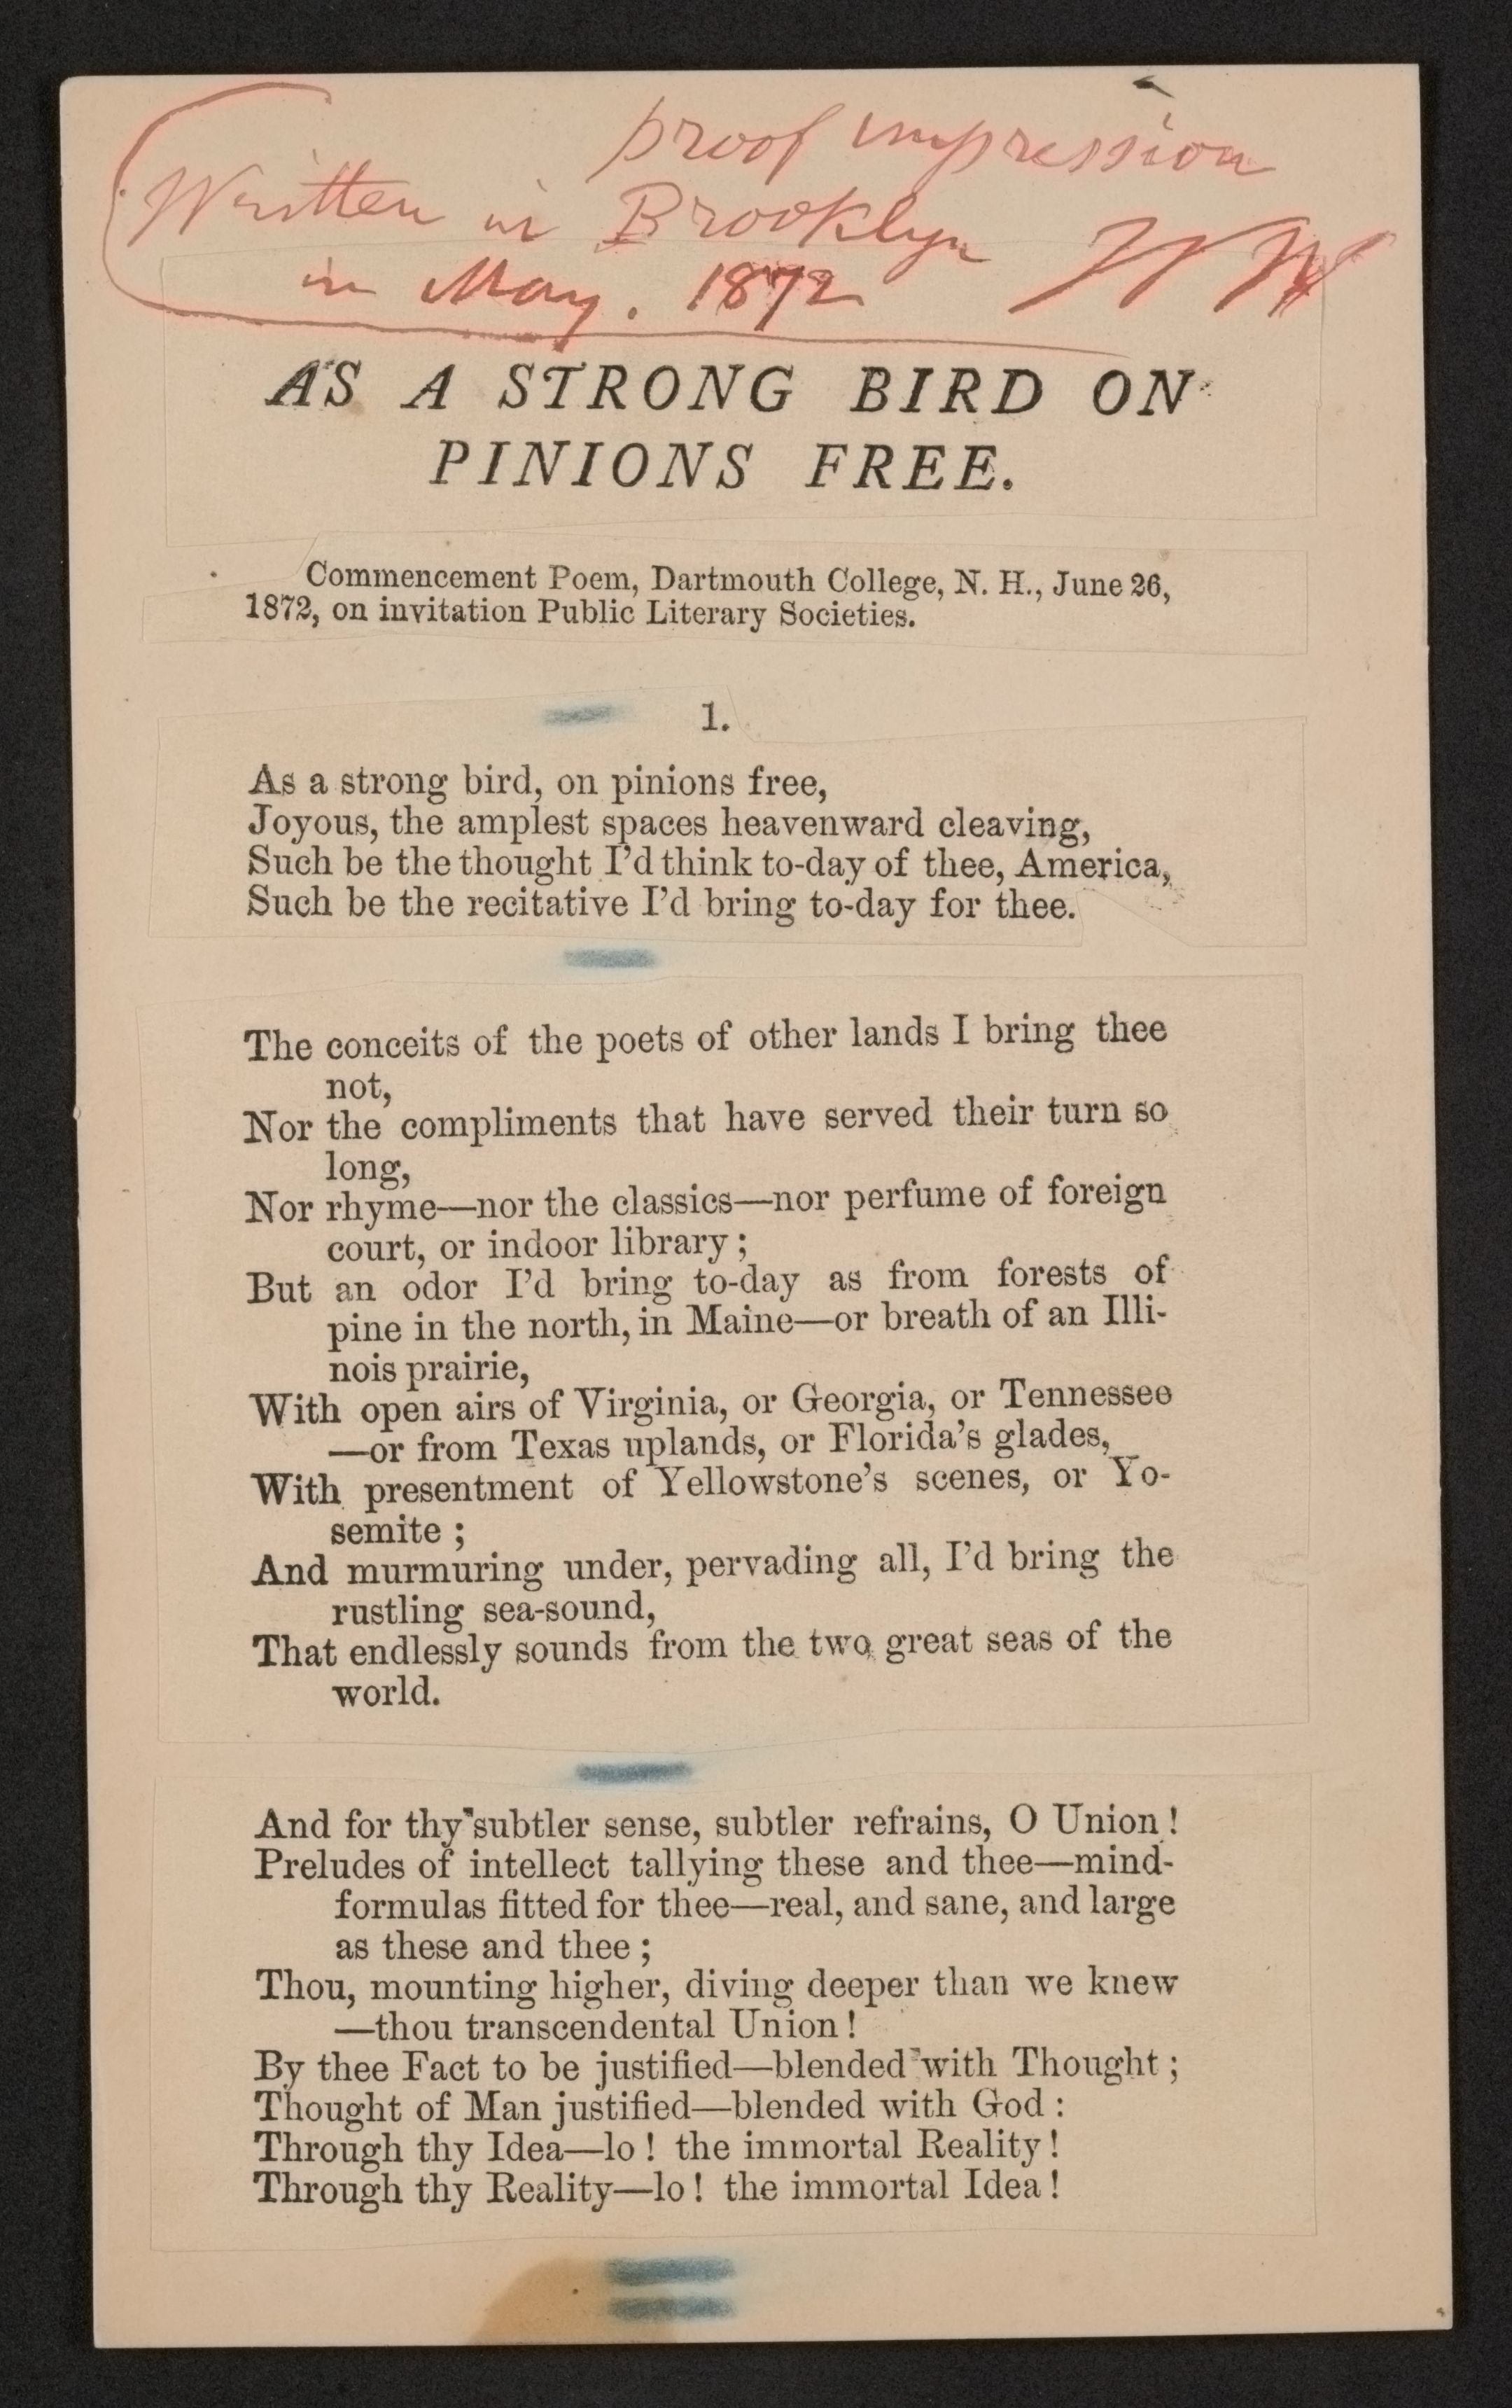 proof impression
Written in Brooklyn
in May. 1872 WW
AS A STRONG BIRD ON
PINIONS FREE.
Commencement Poem, Dartmouth College, N. H., June 26,
1872, on invitation Public Literary Societies.
1.
As a strong bird, on pinions free,
Joyous, the amplest spaces heavenward cleaving,
Such be the thought I’d think to-day of thee, America,
Such be the recitative I’d bring to-day for thee.
The conceits of the poets of other lands I bring thee
not,
Nor the compliments that have served their turn so
long,
Nor rhyme—nor the classics—nor perfume of foreign
court, or indoor library ;
But an odor I’d bring to-day as from forests of
pine in the north, in Maine—or breath of an Illi-
nois prairie,
With open airs of Virginia, or Georgia, or Tennessee
—or from Texas uplands, or Florida’s glades,
With presentment of Yellowstone’s scenes, or Yo-
semite ;
And murmuring under, pervading all, I’d bring the
rustling sea-sound,
That endlessly sounds from the two great seas of the
world.
And for thy subtler sense, subtler refrains, O Union !
Preludes of intellect tallying these and thee—mind-
formulas fitted for thee—real, and sane, and large
as these and thee ;
Thou, mounting higher, diving deeper than we knew
—thou transcendental Union !
By thee Fact to be justified—blended with Thought ;
Thought of Man justified—blended with God :
Through thy Idea—lo ! the immortal Reality !
Through thy Reality—lo ! the immortal Idea !